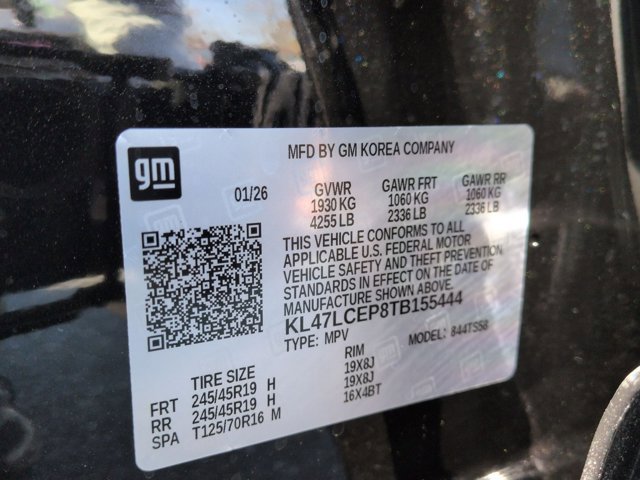 gm
MFD BY GM KOREA COMPANY
01/26 GVWR GAWR FRT GAWR RR
1930 KG 1060 KG 1060 KG
4255 LB 2336 LB 2336 LB
THIS VEHICLE CONFORMS TO ALL
APPLICABLE U.S. FEDERAL MOTOR
VEHICLE SAFETY AND THEFT PREVENTION
STANDARDS IN EFFECT ON THE DATE OF
MANUFACTURE SHOWN ABOVE.
KL47LCEP8TB155444
TYPE: MPV MODEL: 844TS58
TIRE SIZE RIM
FRT 245/45R19 H 19X8J
RR 245/45R19 H 19X8J
SPA T125/70R16 M 16X4BT